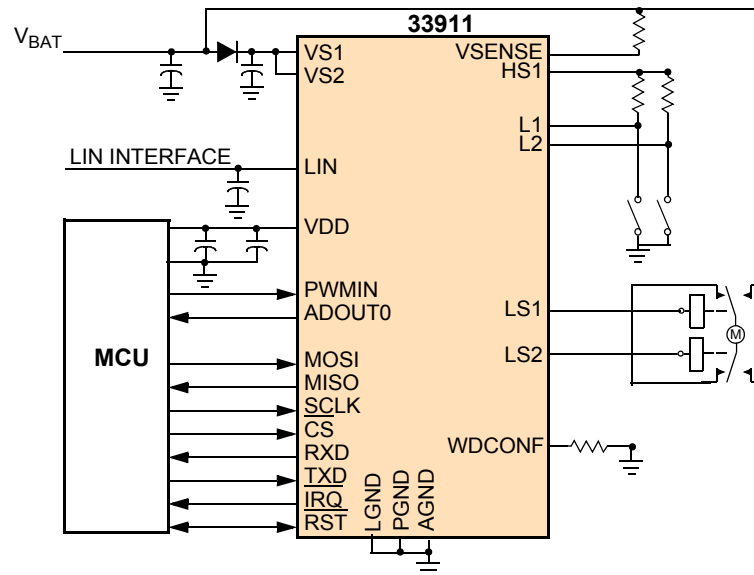 33911
V_BAT
VS1
VS2
VSENSE
HS1
L1
L2
LIN INTERFACE
LIN
VDD
PWMIN
ADOUT0
LS1
M
MCU
MOSI
LS2
MISO
SCLK
CS
RXD
WDCONF
TXD
IRQ
RST
LGND
PGND
AGND